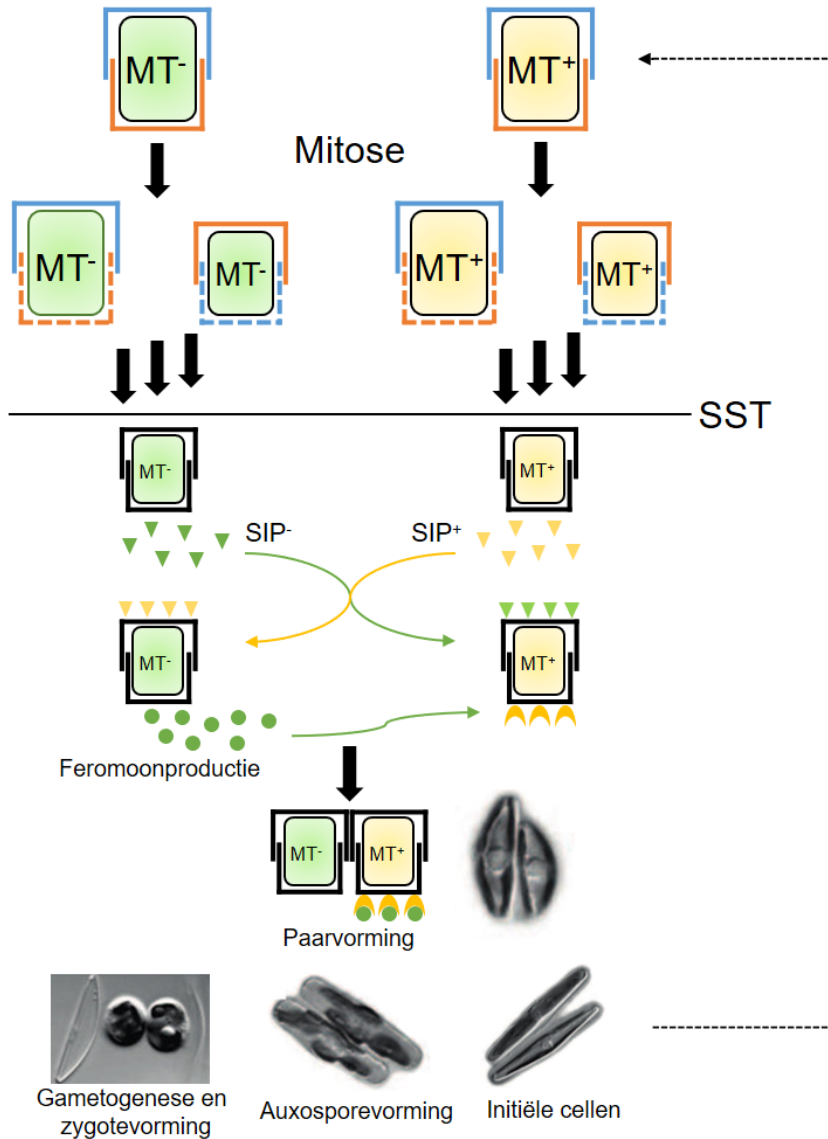 MT⁻ MT⁺
Mitose
MT⁻ MT⁻ MT⁺ MT⁺
SST
MT⁻ MT⁺
SIP⁻ SIP⁺
MT⁻ MT⁺
Feromoonproductie
MT⁻ MT⁺
Paarvorming
Gametogenese en
zygotevorming
Auxosporevorming
Initiële cellen